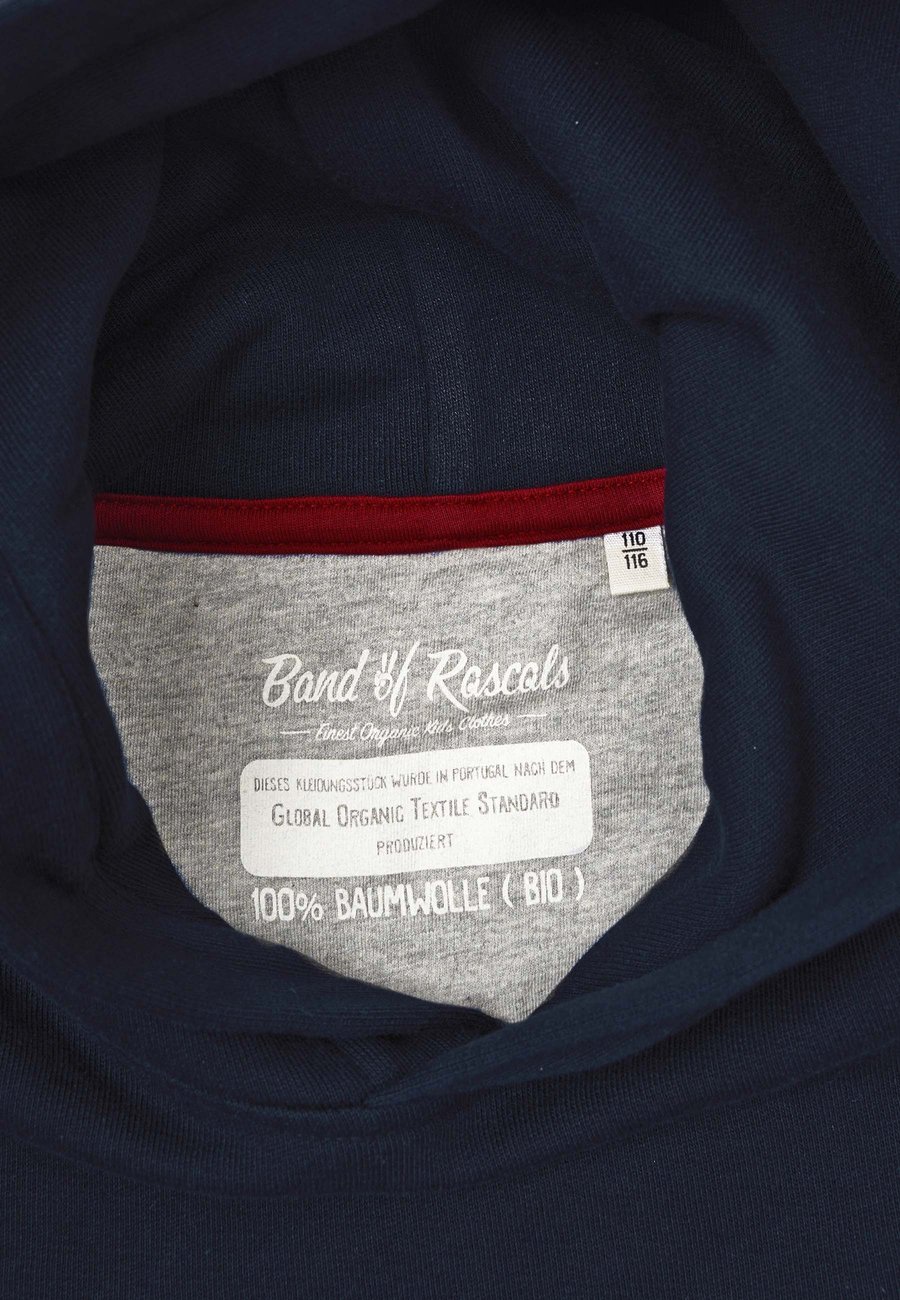 110
116
Band of Rascals
Finest Organic Kids Clothes
DIESES KLEIDUNGSSTÜCK WURDE IN PORTUGAL NACH DEM
GLOBAL ORGANIC TEXTILE STANDARD
PRODUZIERT
100% BAUMWOLLE ( BIO )